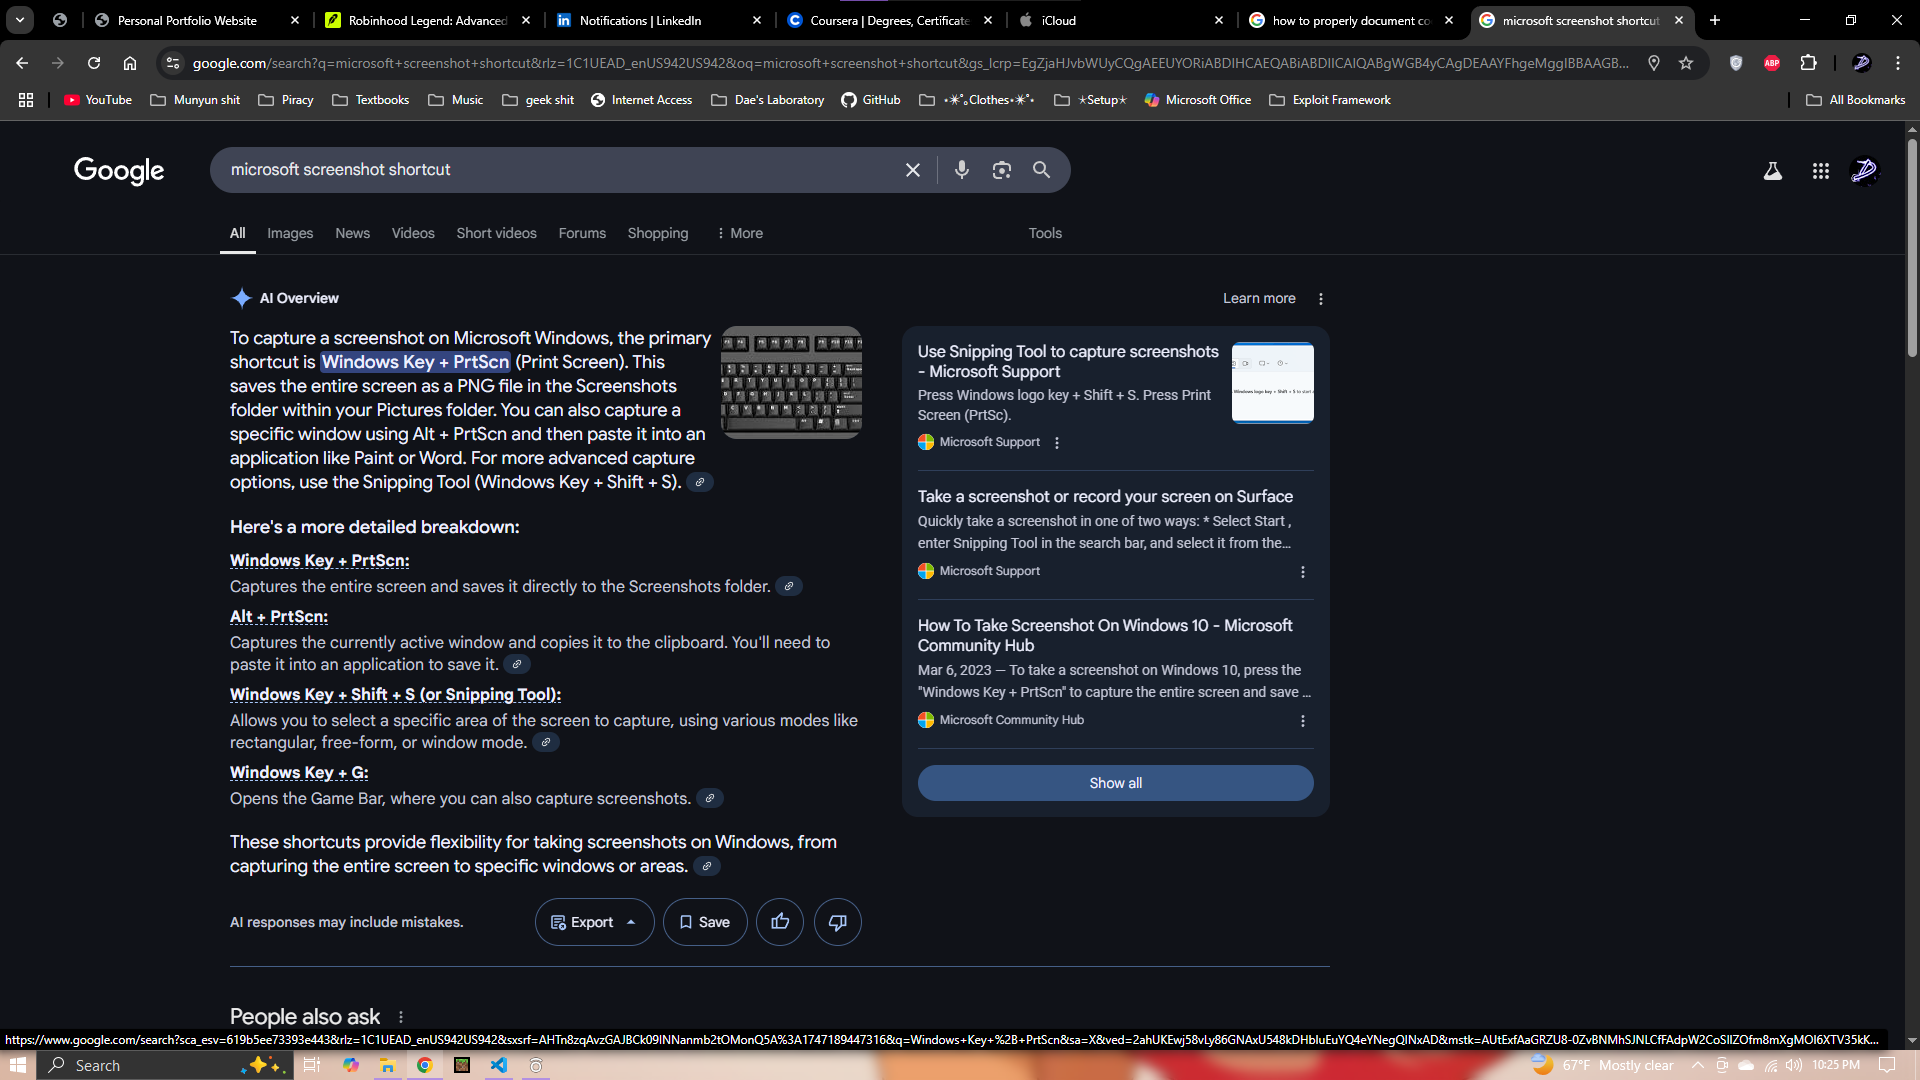 Personal Portfolio Website
Robinhood Legend: Advanced
Notifications | LinkedIn
Coursera | Degrees, Certificate
iCloud
how to properly document co
microsoft screenshot shortcut
google.com/search?q=microsoft+screenshot+shortcut&rlz=1C1UEAD_enUS942US942&oq=microsoft+screenshot+shortcut&gs_lcrp=EgZjaHJvbWUyCQgAEEUYORiABDIHCAEQABiABDIICAIQABgWGB4yCAgDEAAYFhgeMggIBBAAGB...
ABP
YouTube
Munyun shit
Piracy
Textbooks
Music
geek shit
Internet Access
Dae's Laboratory
GitHub
⋆☀︎｡Clothes⋆☀︎⋆
✶Setup✶
Microsoft Office
Exploit Framework
All Bookmarks
Google
microsoft screenshot shortcut
All
Images
News
Videos
Short videos
Forums
Shopping
More
Tools
AI Overview
Learn more
To capture a screenshot on Microsoft Windows, the primary
shortcut is Windows Key + PrtScn (Print Screen). This
saves the entire screen as a PNG file in the Screenshots
folder within your Pictures folder. You can also capture a
specific window using Alt + PrtScn and then paste it into an
application like Paint or Word. For more advanced capture
options, use the Snipping Tool (Windows Key + Shift + S).
Here's a more detailed breakdown:
Windows Key + PrtScn:
Captures the entire screen and saves it directly to the Screenshots folder.
Alt + PrtScn:
Captures the currently active window and copies it to the clipboard. You'll need to
paste it into an application to save it.
Windows Key + Shift + S (or Snipping Tool):
Allows you to select a specific area of the screen to capture, using various modes like
rectangular, free-form, or window mode.
Windows Key + G:
Opens the Game Bar, where you can also capture screenshots.
These shortcuts provide flexibility for taking screenshots on Windows, from
capturing the entire screen to specific windows or areas.
AI responses may include mistakes.
Export
Save
Use Snipping Tool to capture screenshots
- Microsoft Support
Press Windows logo key + Shift + S. Press Print
Screen (PrtSc).
Windows logo key + Shift + S to start
Microsoft Support
Take a screenshot or record your screen on Surface
Quickly take a screenshot in one of two ways: * Select Start ,
enter Snipping Tool in the search bar, and select it from the...
Microsoft Support
How To Take Screenshot On Windows 10 - Microsoft
Community Hub
Mar 6, 2023 — To take a screenshot on Windows 10, press the
"Windows Key + PrtScn" to capture the entire screen and save ...
Microsoft Community Hub
Show all
People also ask
https://www.google.com/search?sca_esv=619b5ee73393e443&rlz=1C1UEAD_enUS942US942&sxsrf=AHTn8zqAvzGAJBCk09INNanmb2tOMonQ5A%3A1747189447316&q=Windows+Key+%2B+PrtScn&sa=X&ved=2ahUKEwj58vLy86GNAxU548kDHbIuEuYQ4eYNegQINxAD&mstk=AUtExfAaGRZU8-0ZvBNMhSJNLCfFAdpW2CoSIlZOfm8mXgMOI6XTV35kK...
Search
67°F Mostly clear
10:25 PM